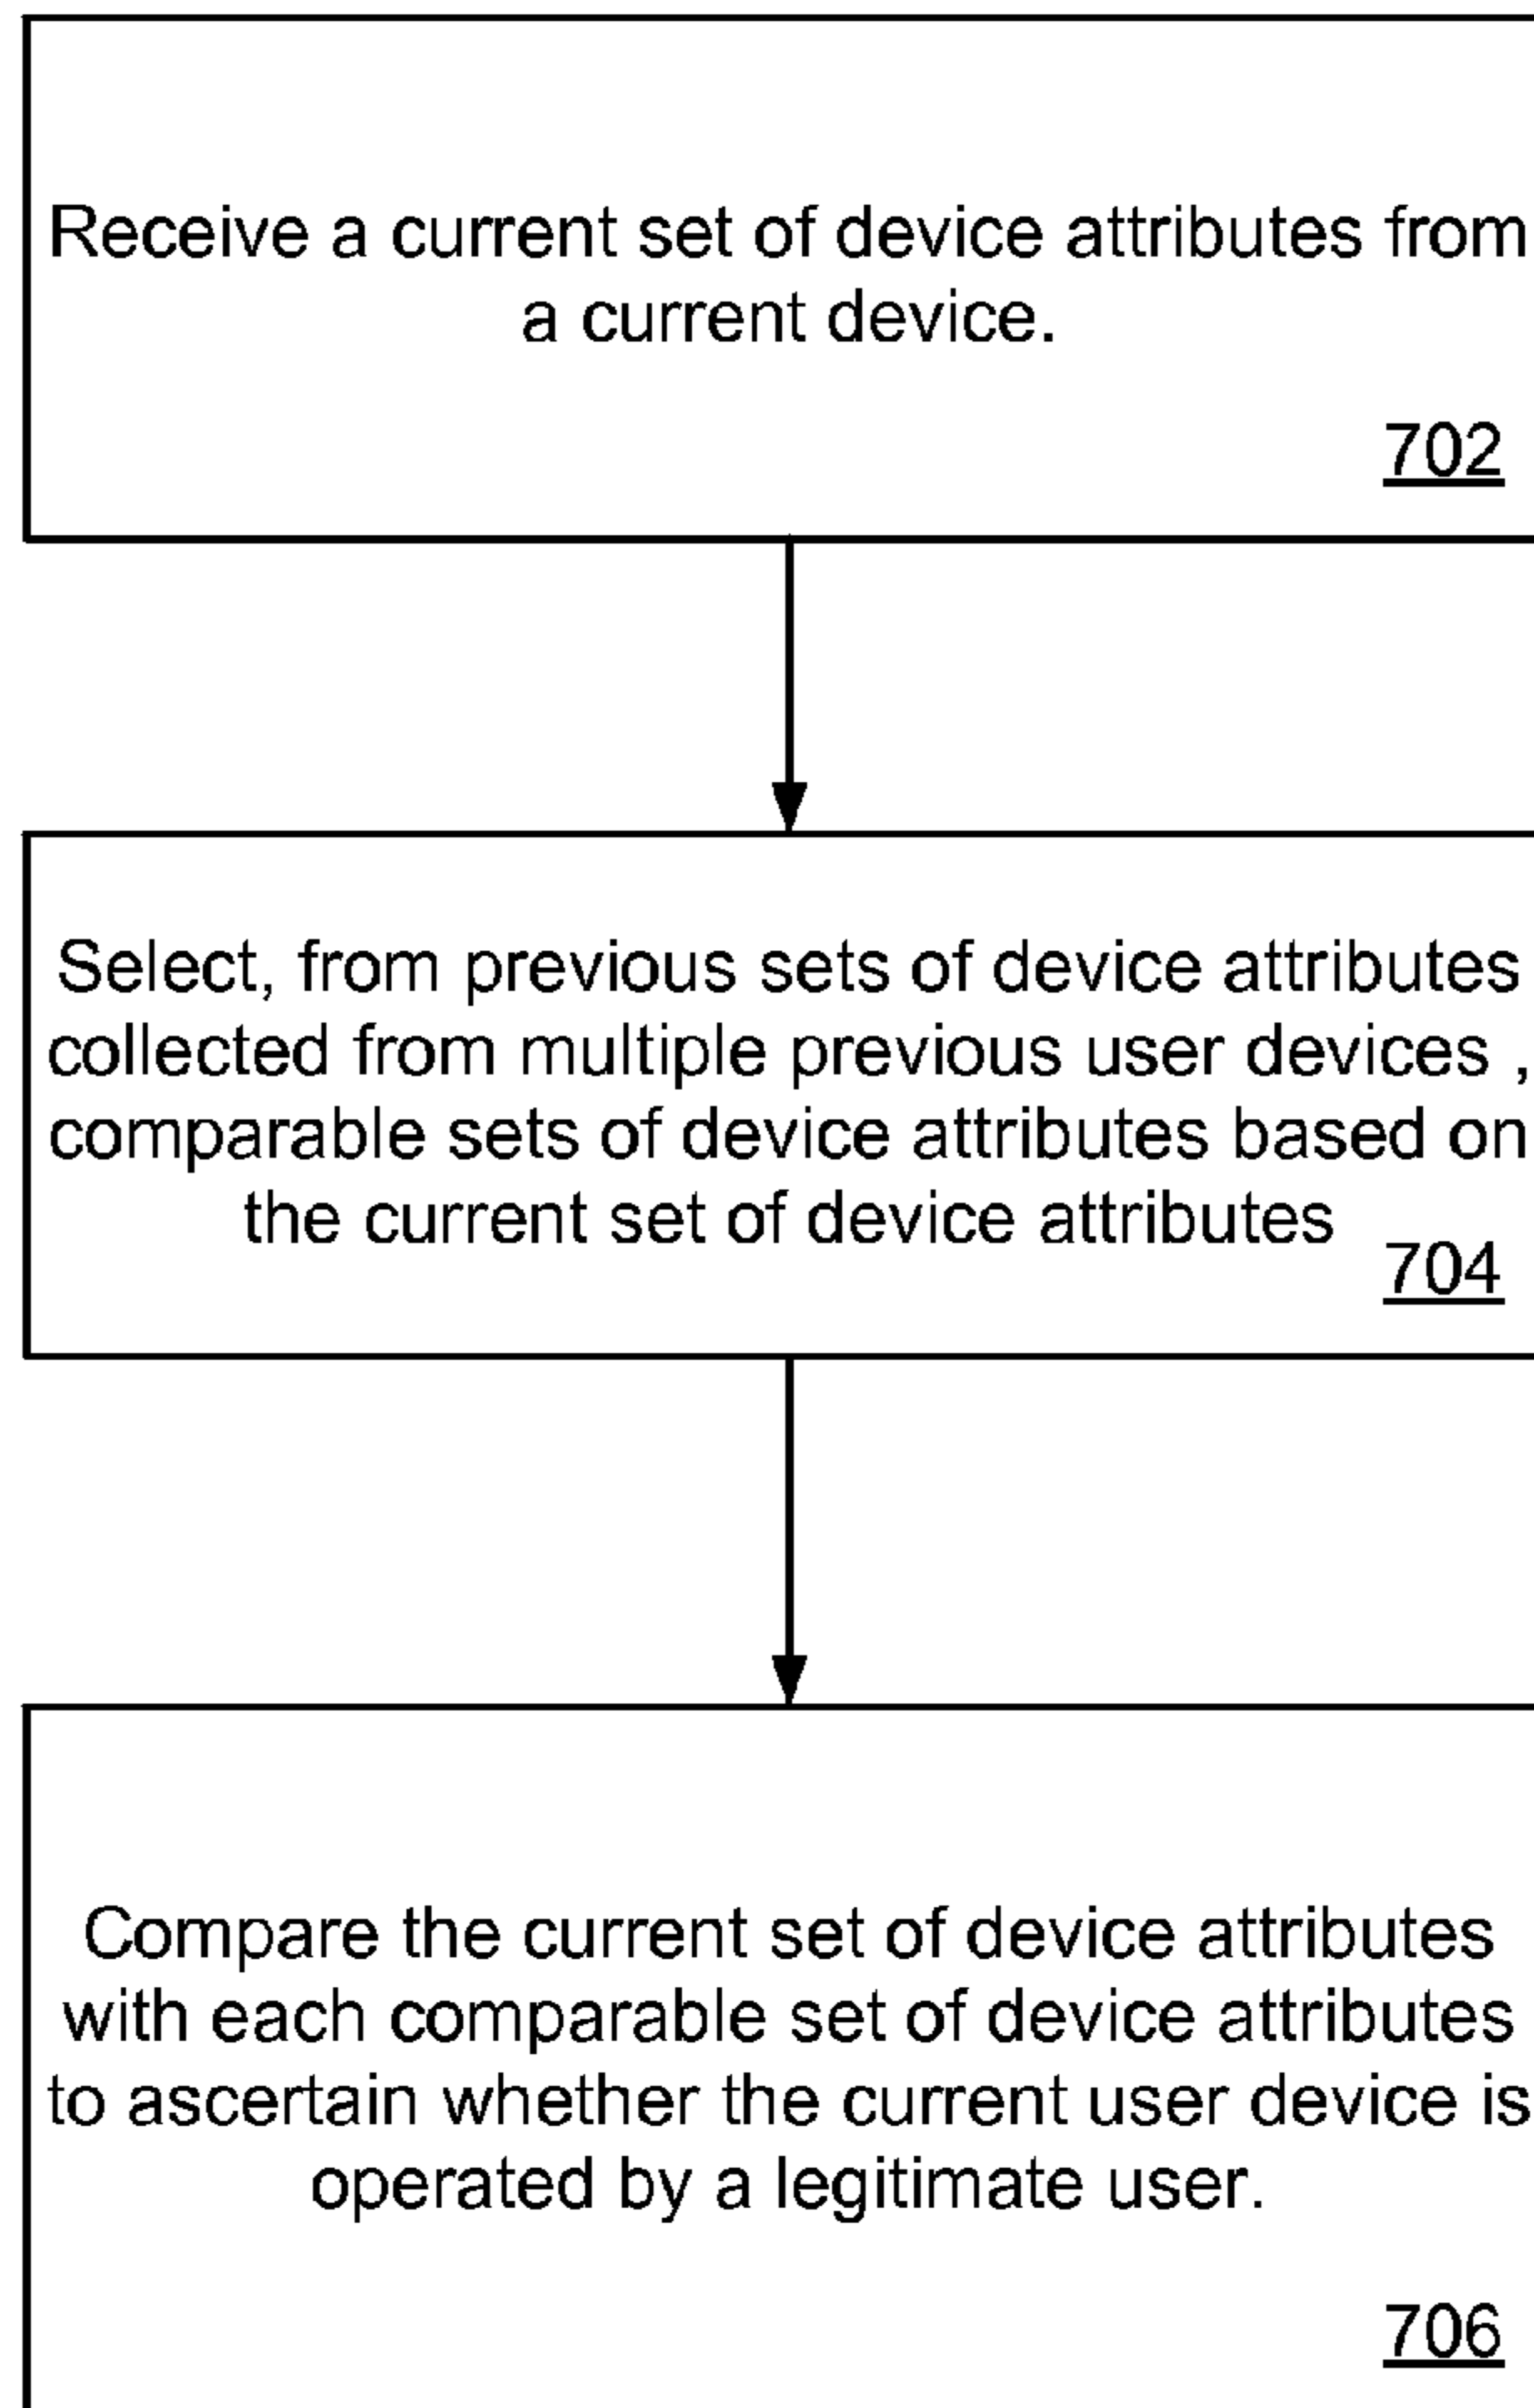 Receive a current set of device attributes from
a current device.
702
Select, from previous sets of device attributes
collected from multiple previous user devices ,
comparable sets of device attributes based on
the current set of device attributes
704
Compare the current set of device attributes
with each comparable set of device attributes
to ascertain whether the current user device is
operated by a legitimate user.
706